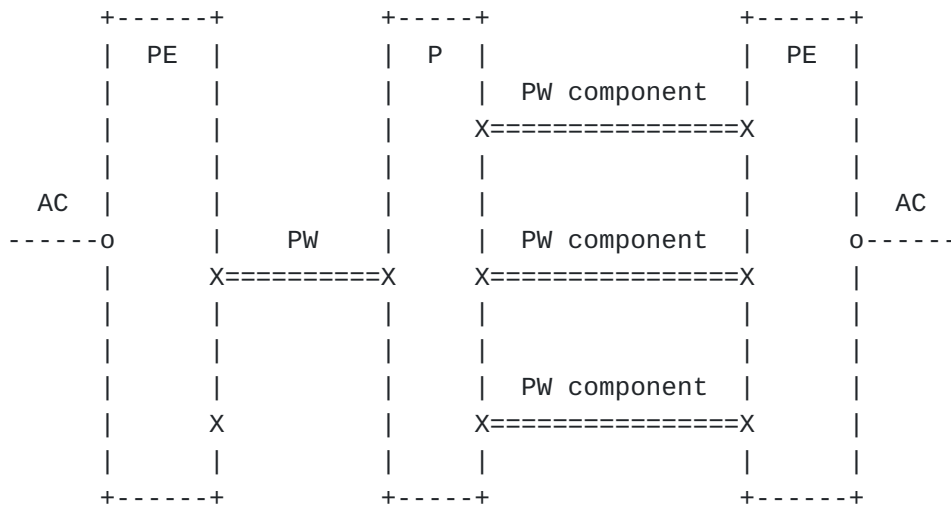 +------+          +-----+                +------+
|  PE  |          |  P  |                |  PE  |
|      |          |     |  PW component  |      |
|      |          |     X================X      |
|      |          |     |                |      |
AC  |      |          |     |                |      |  AC
------o      |    PW    |     |  PW component  |      o------
|      X==========X     X================X      |
|      |          |     |                |      |
|      |          |     |                |      |
|      |          |     |  PW component  |      |
|      X          |     X================X      |
|      |          |     |                |      |
+------+          +-----+                +------+